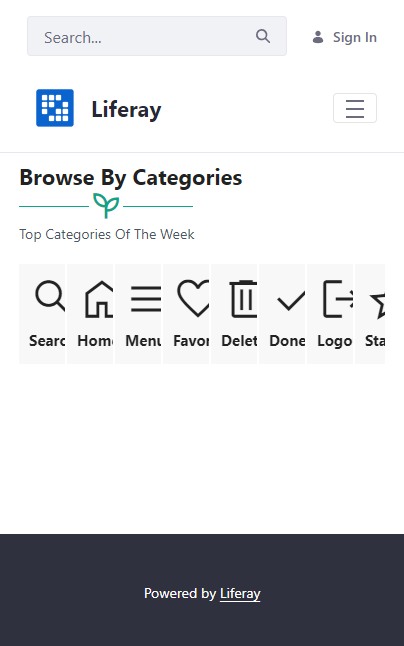 Search...
Sign In
Liferay
Browse By Categories
Top Categories Of The Week
Searc Home Menu Favor Delet Done Logo Sta
Powered by Liferay